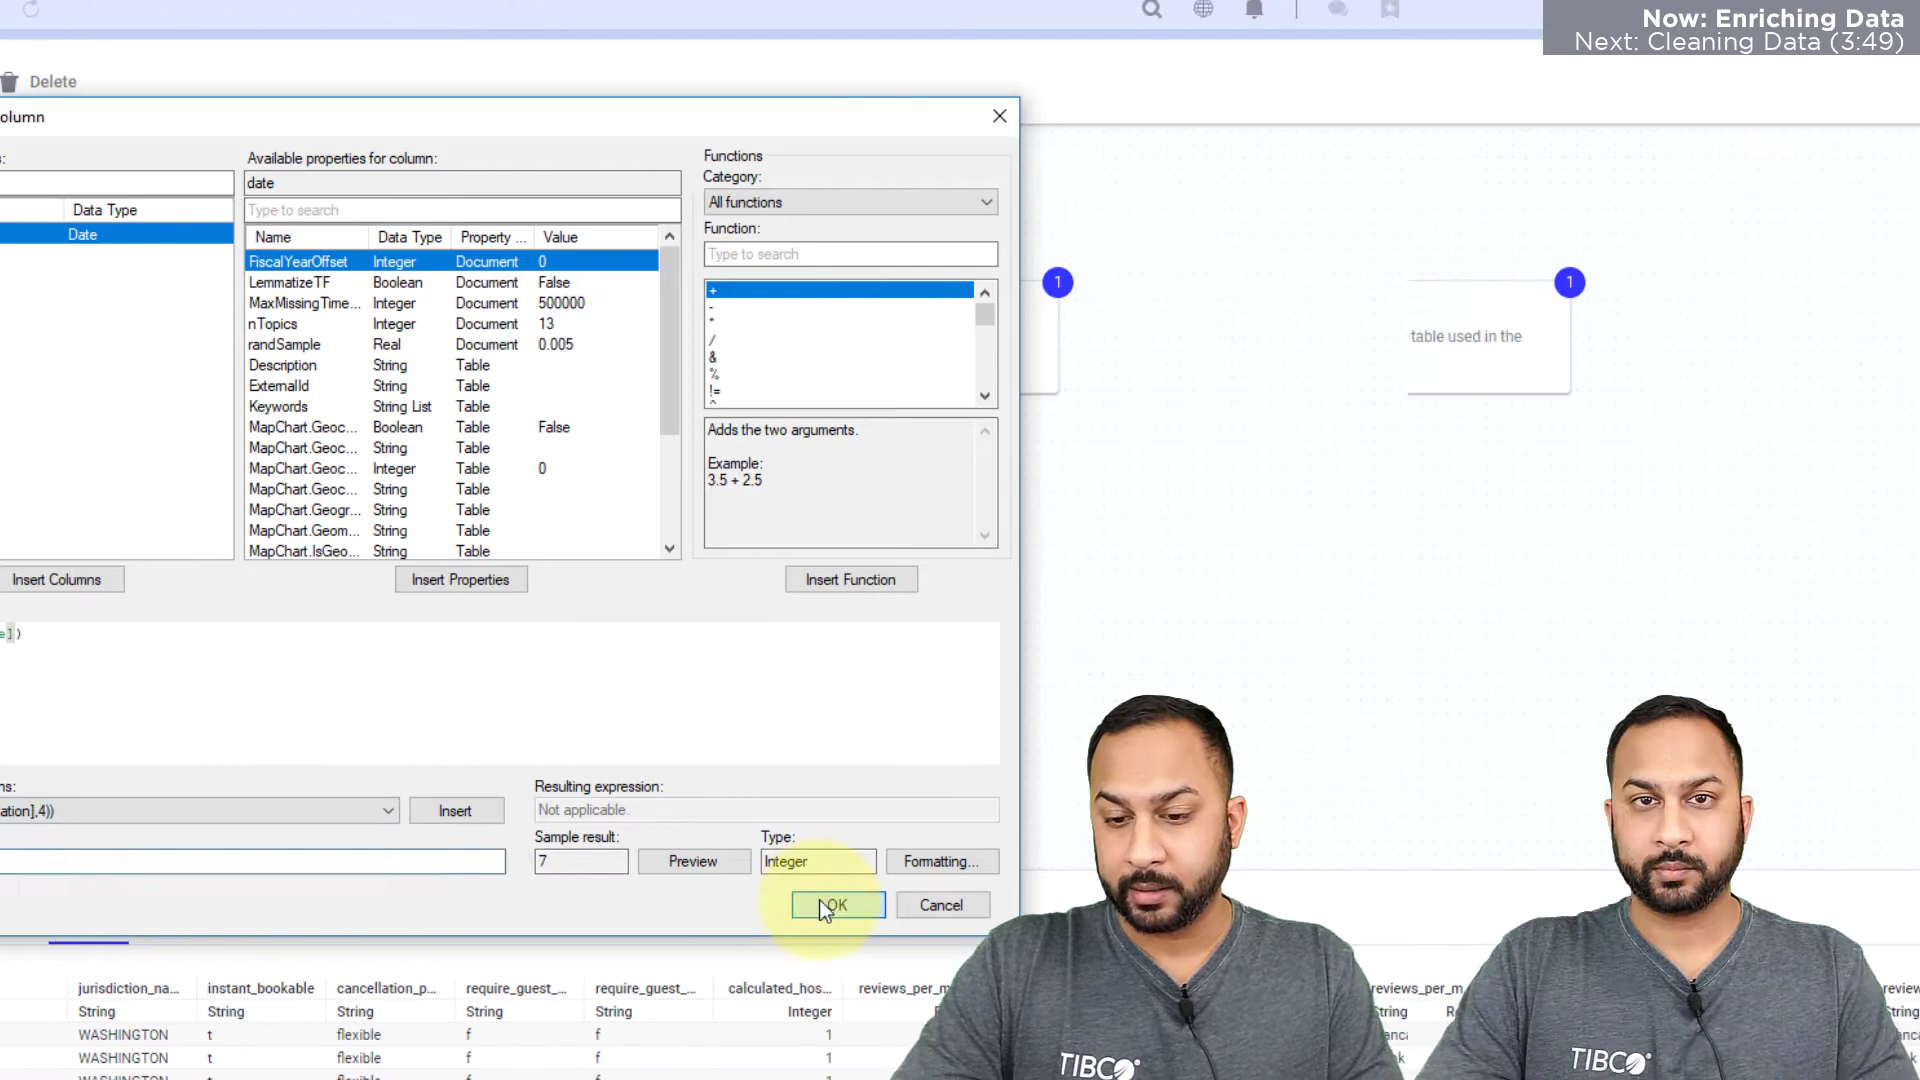 Now: Enriching Data
Next: Cleaning Data (3:49)
Delete
olumn
s:
Data Type
Date
Available properties for column:
date
Type to search
Name Data Type Property ... Value
FiscalYearOffset Integer Document 0
LemmatizeTF Boolean Document False
MaxMissingTime... Integer Document 500000
nTopics Integer Document 13
randSample Real Document 0.005
Description String Table
ExternalId String Table
Keywords String List Table
MapChart.Geoc... Boolean Table False
MapChart.Geoc... String Table
MapChart.Geoc... Integer Table 0
MapChart.Geoc... String Table
MapChart.Geogr... String Table
MapChart.Geom... String Table
MapChart.IsGeo... String Table
Functions
Category:
All functions
Function:
Type to search
+
-
*
/
&
%
!=
^
Adds the two arguments.
Example:
3.5 + 2.5
Insert Columns
Insert Properties
Insert Function
1
1
table used in the
e])
ns:
ation],4))
Insert
Resulting expression:
Not applicable.
Sample result:
7
Preview
Type:
Integer
Formatting...
OK
Cancel
jurisdiction_na... instant_bookable cancellation_p... require_guest_... require_guest_... calculated_hos... reviews_per_m
String String String String String Integer
WASHINGTON t flexible f f 1
WASHINGTON t flexible f f 1
reviews_per_m
review
tring
TIBCO
TIBCO